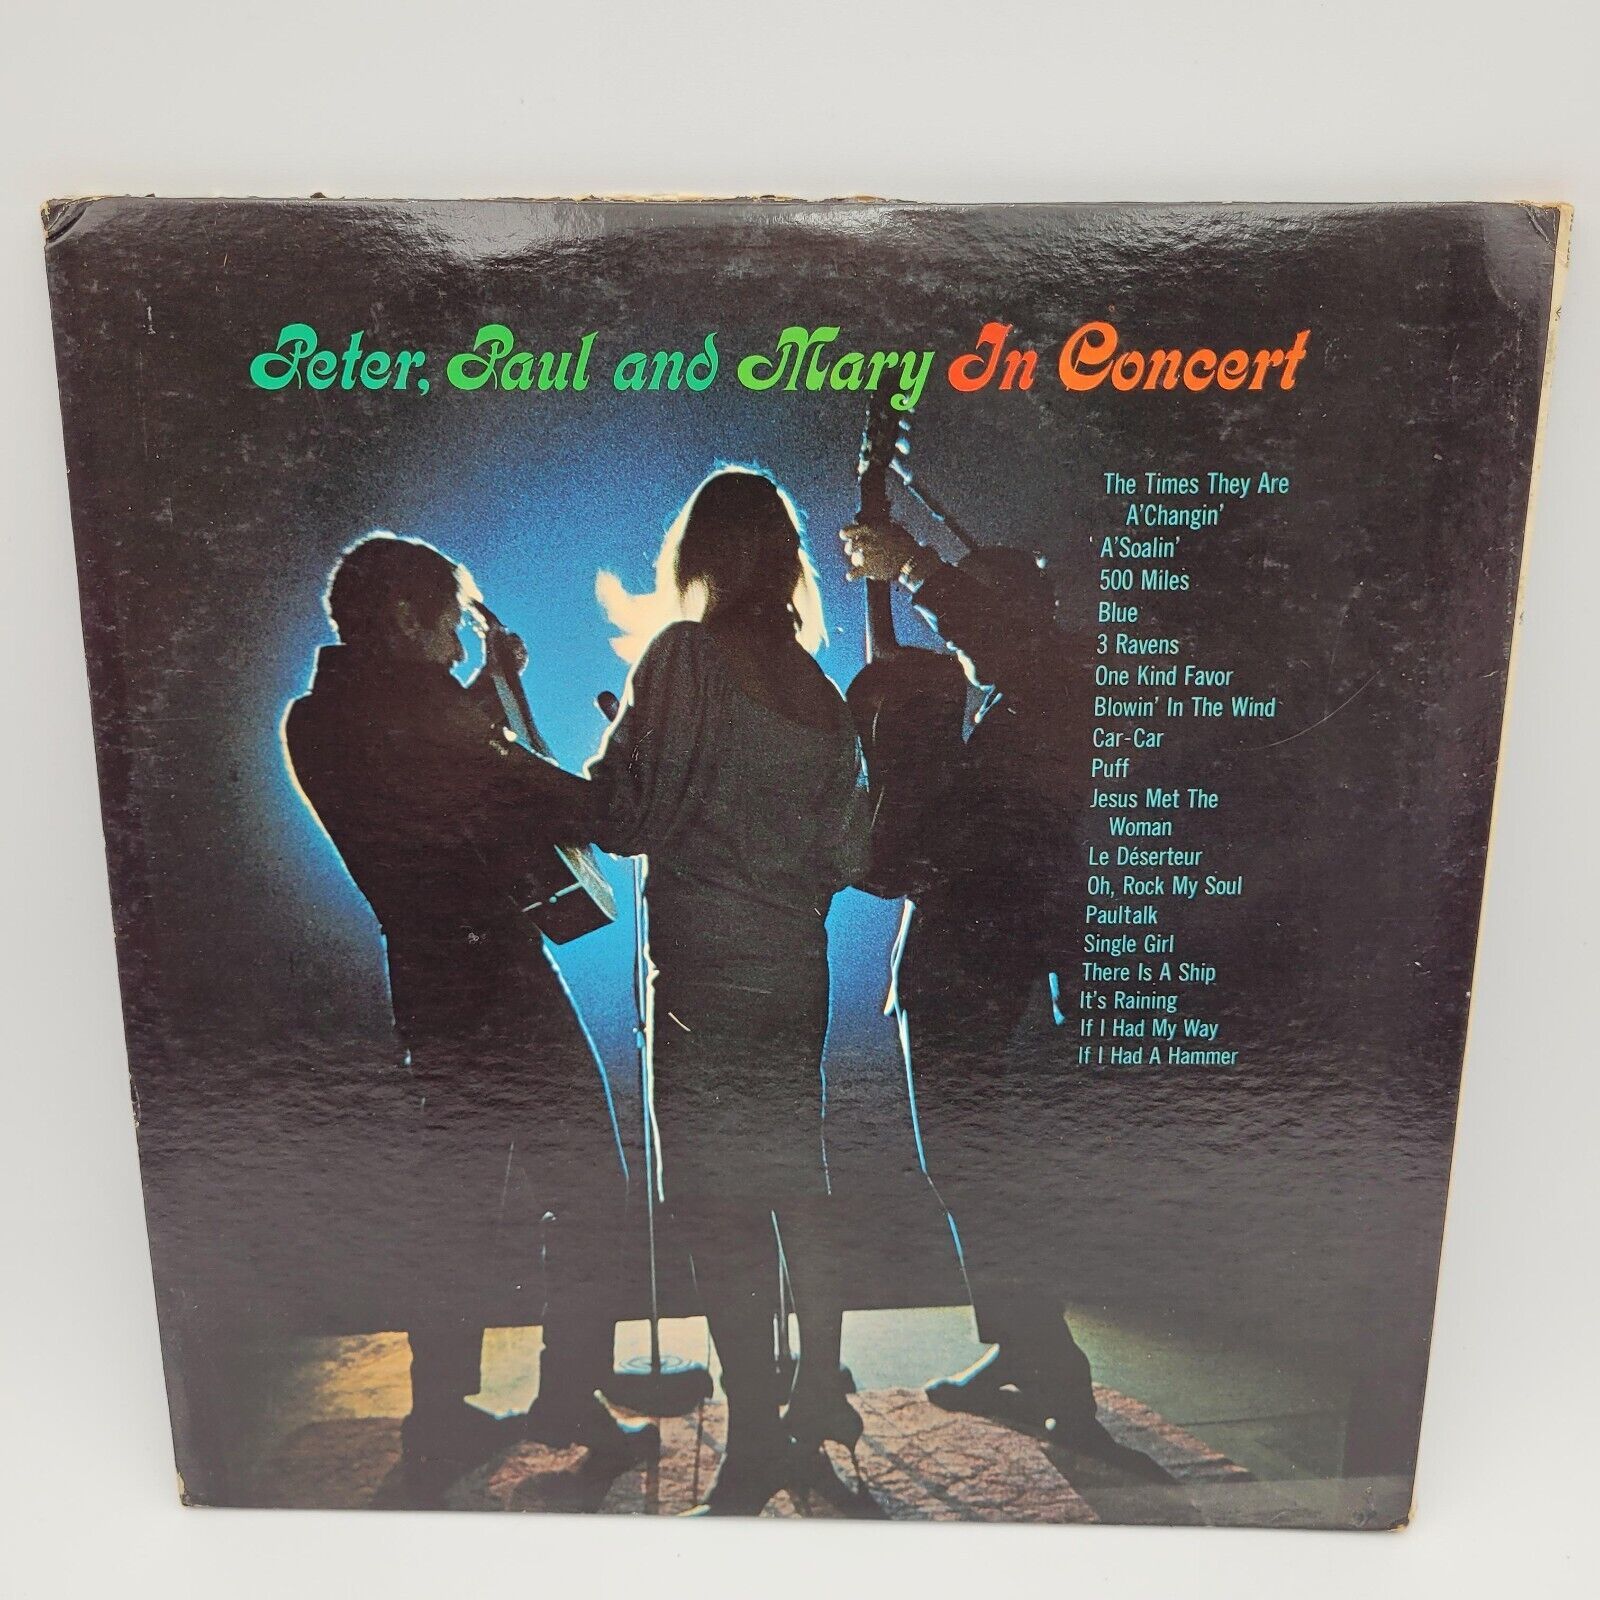 Peter, Paul and Mary In Concert
The Times They Are
A'Changin'
A'Soalin'
500 Miles
Blue
3 Ravens
One Kind Favor
Blowin' In The Wind
Car-Car
Puff
Jesus Met The
Woman
Le Déserteur
Oh, Rock My Soul
Paultalk
Single Girl
There Is A Ship
It's Raining
If I Had My Way
If I Had A Hammer